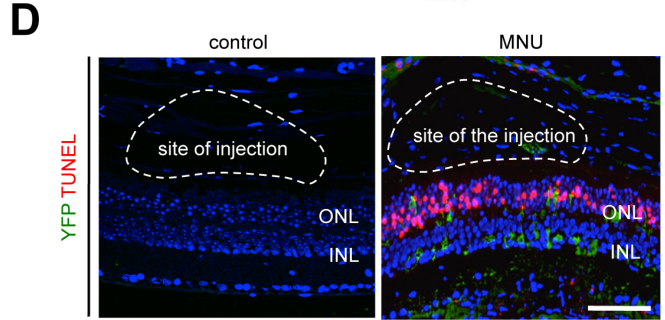 D
control
MNU
YFP TUNEL
site of injection
ONL
INL
site of the injection
ONL
INL